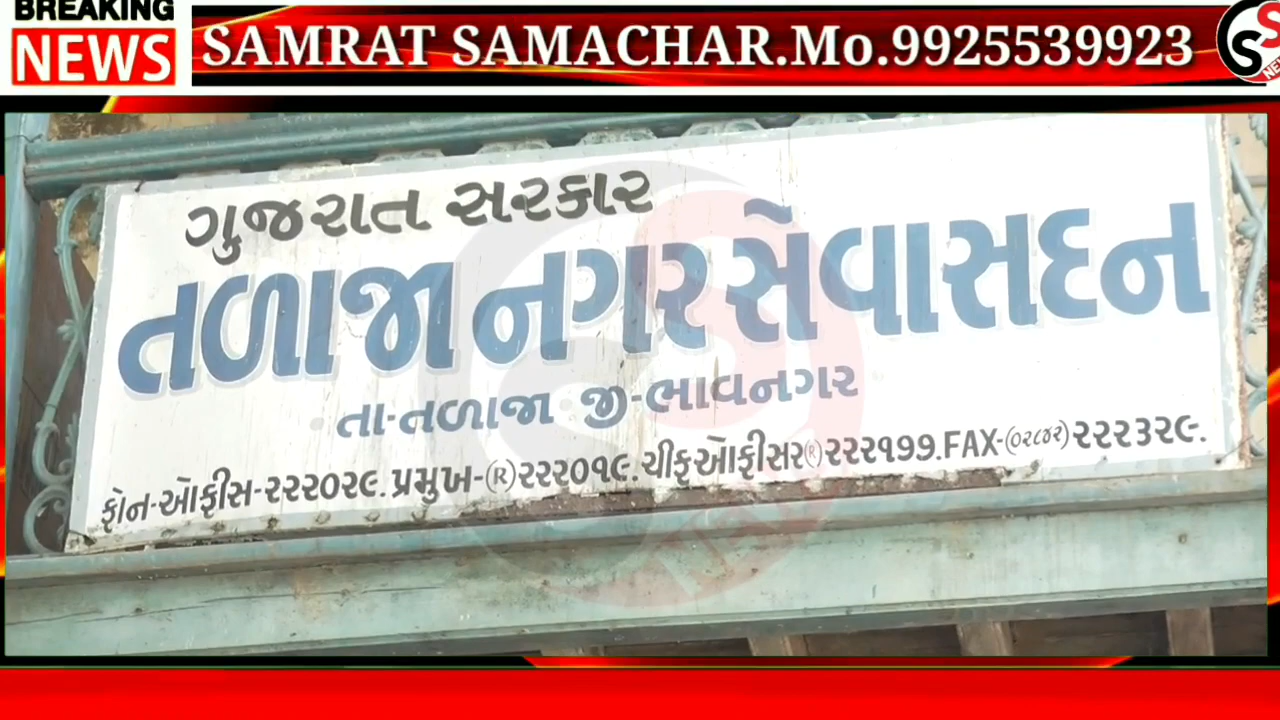 BREAKING
NEWS
SAMRAT SAMACHAR.Mo.9925539923
ગુજરાત સરકાર
તળાજા નગર સેવાસદન
તા-તળાજા જી-ભાવનગર
ફોન-ઓફીસ-૨૨૨૦૨૯. પ્રમુખ-(R)૨૨૨૦૧૯. ચીફઓફીસર(R)૨૨૨૧૭૭.FAX-(૦૨૮૪૨)૨૨૨૩૨૯.